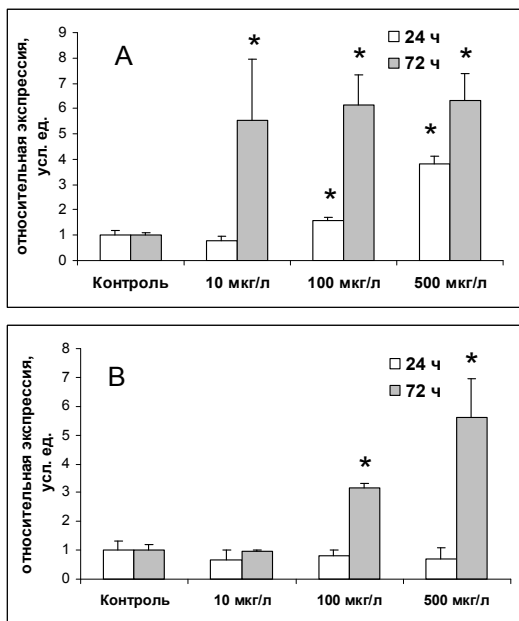 относительная экспрессия,
усл. ед.
9
8
7
6
5
4
3
2
1
0
А
24 ч
72 ч
*
*
*
*
*
Контроль
10 мкг/л
100 мкг/л
500 мкг/л
относительная экспрессия,
усл. ед.
8
7
6
5
4
3
2
1
0
В
24 ч
72 ч
*
*
Контроль
10 мкг/л
100 мкг/л
500 мкг/л